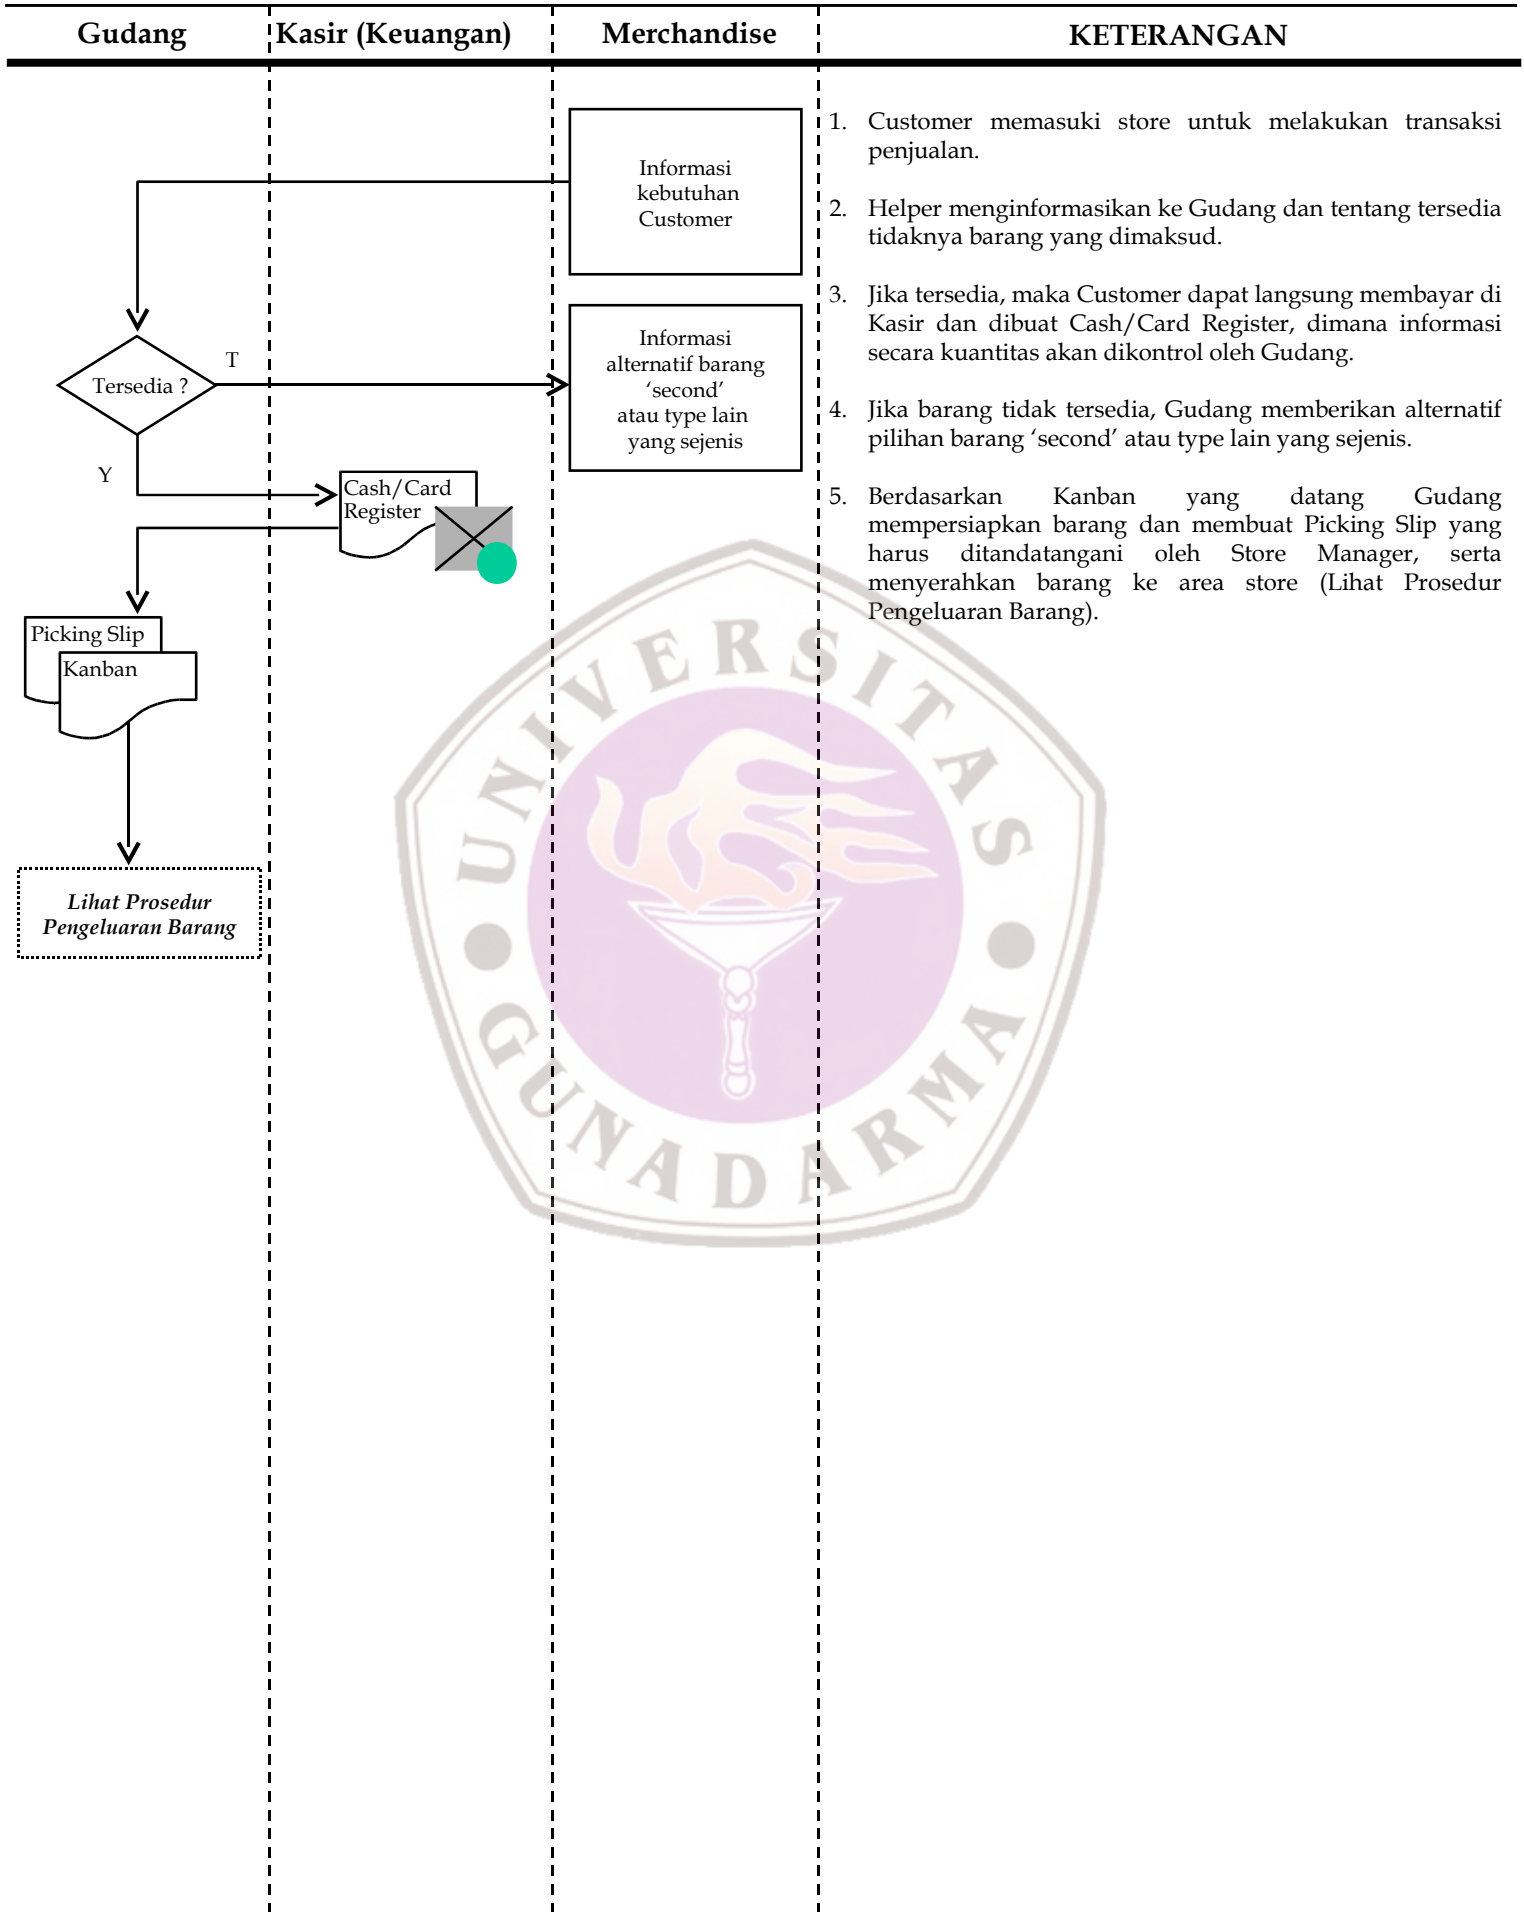 Gudang
Kasir (Keuangan)
Merchandise
KETERANGAN
Informasi
kebutuhan
Customer
Tersedia ?
T
Y
Informasi
alternatif barang
‘second’
atau type lain
yang sejenis
Cash/Card
Register
Picking Slip
Kanban
Lihat Prosedur
Pengeluaran Barang
1. Customer memasuki store untuk melakukan transaksi
penjualan.
2. Helper menginformasikan ke Gudang dan tentang tersedia
tidaknya barang yang dimaksud.
3. Jika tersedia, maka Customer dapat langsung membayar di
Kasir dan dibuat Cash/Card Register, dimana informasi
secara kuantitas akan dikontrol oleh Gudang.
4. Jika barang tidak tersedia, Gudang memberikan alternatif
pilihan barang ‘second’ atau type lain yang sejenis.
5. Berdasarkan Kanban yang datang Gudang
mempersiapkan barang dan membuat Picking Slip yang
harus ditandatangani oleh Store Manager, serta
menyerahkan barang ke area store (Lihat Prosedur
Pengeluaran Barang).
UNIVERSITAS
GUNADARMA